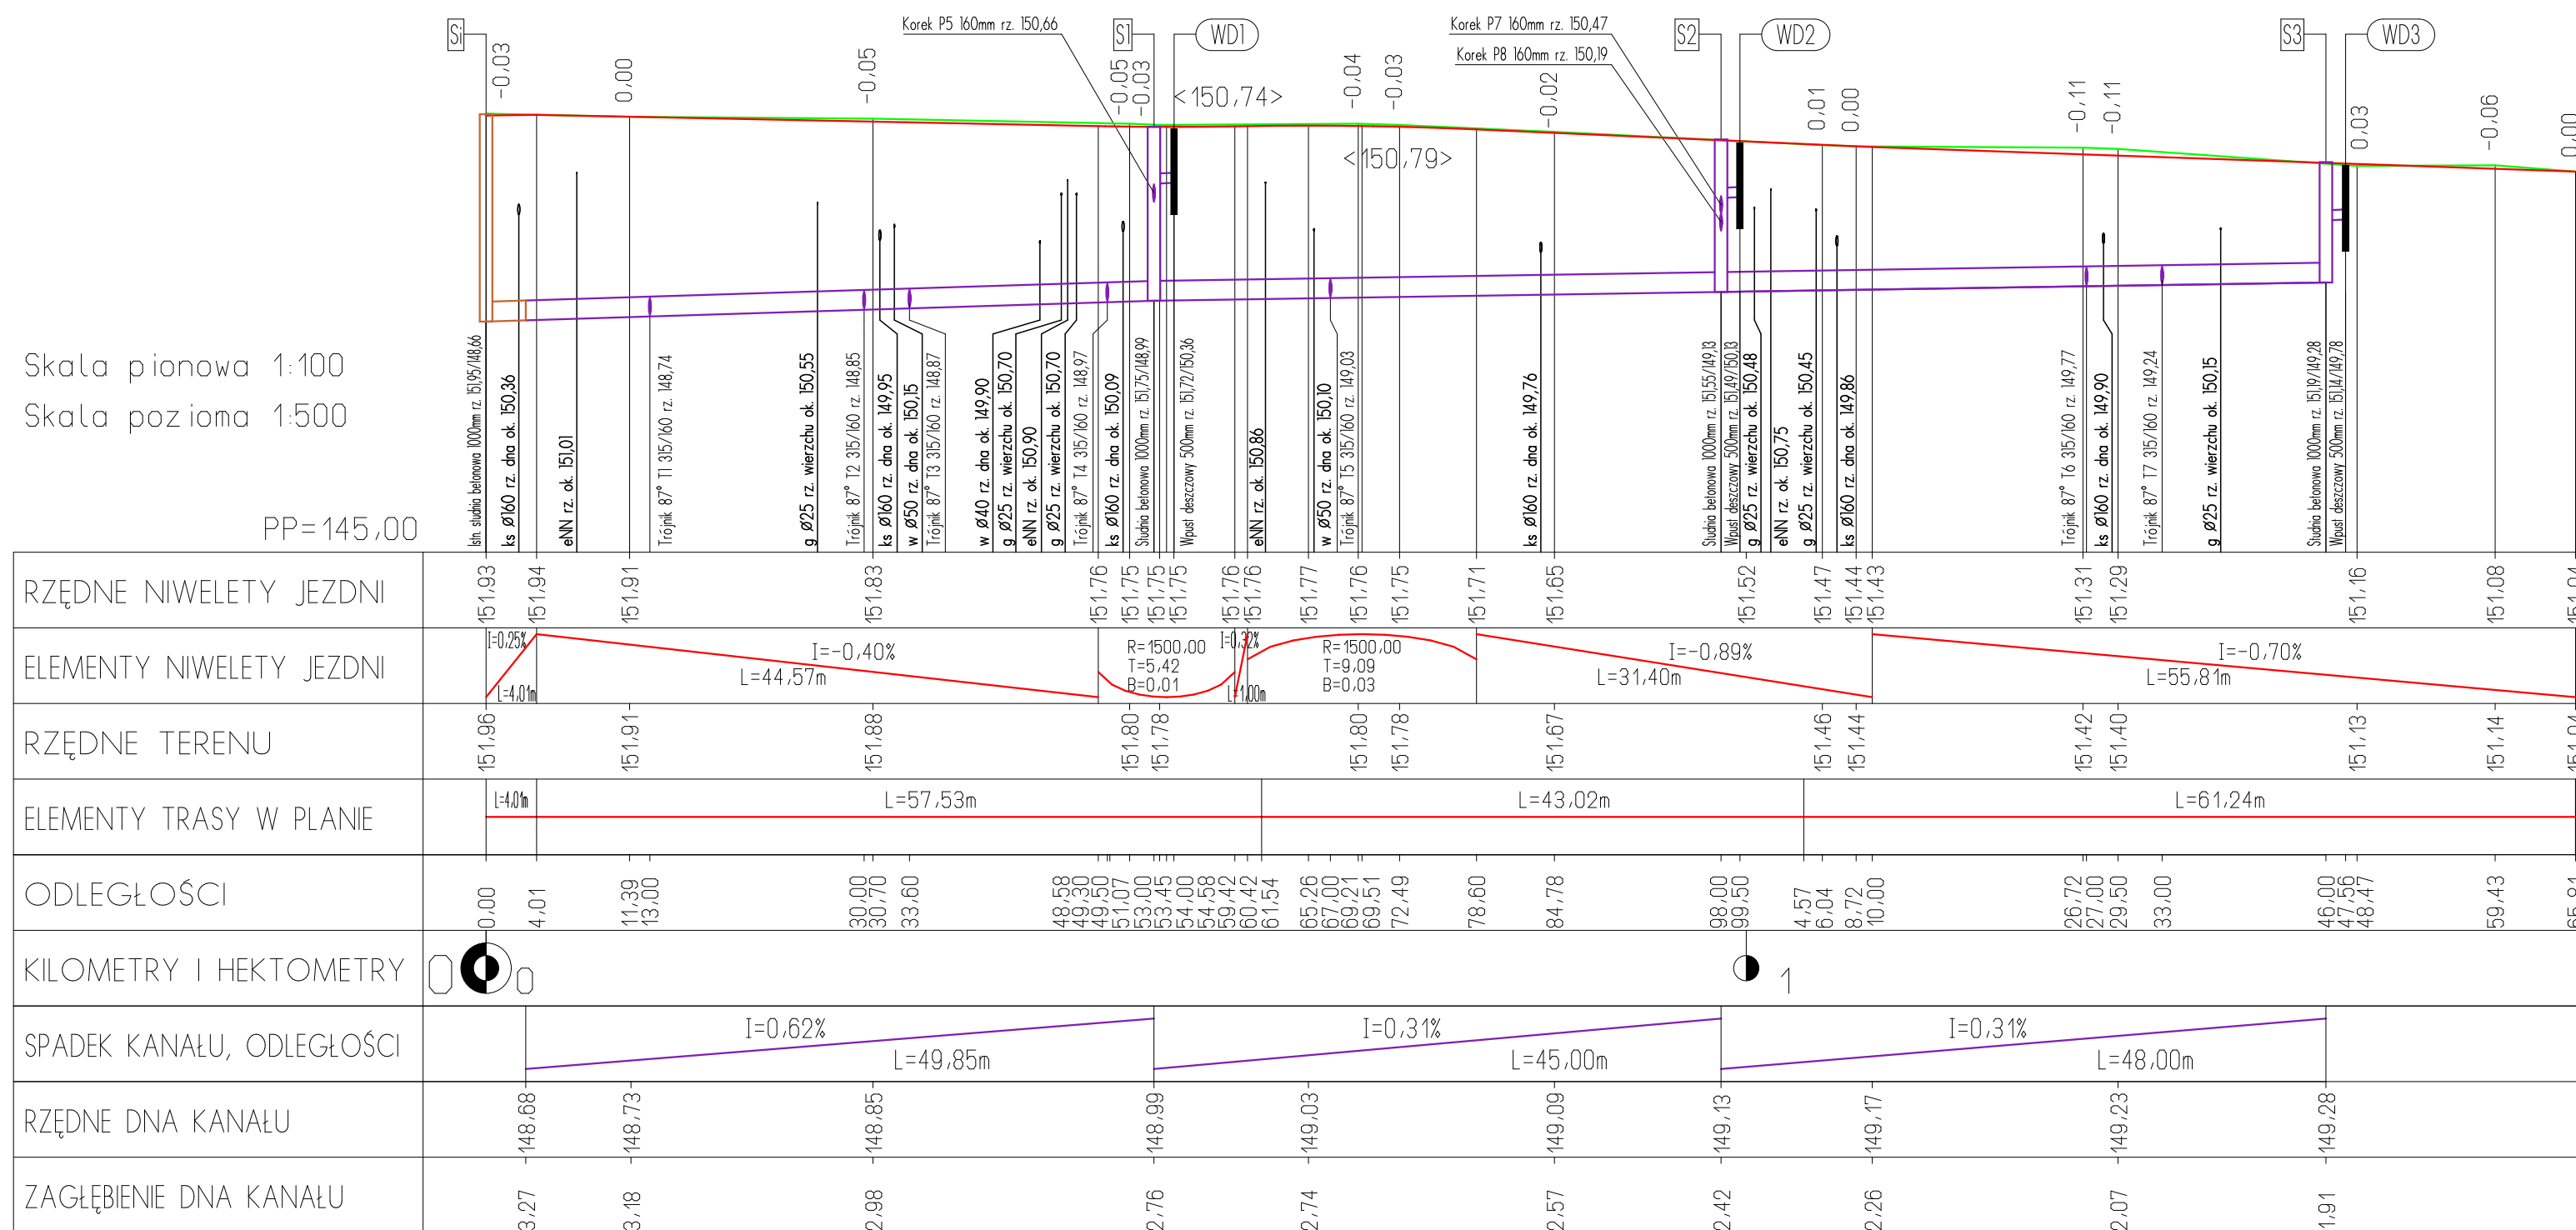 Si
-0,03
0,00
-0,05
Korek P5 160mm rz. 150,66
-0,05
-0,03
S1
WD1
<150,74>
-0,04
-0,03
<150,79>
Korek P7 160mm rz. 150,47
Korek P8 160mm rz. 150,19
-0,02
S2
WD2
0,01
0,00
-0,11
-0,11
S3
WD3
0,03
-0,06
0,00
Skala pionowa 1:100
Skala pozioma 1:500
PP=145,00
Istn. studnia betonowa 1000mm rz. 151,95/148,66
ks Ø160 rz. dna ok. 150,36
eNN rz. ok. 151,01
Trójnik 87° T1 315/160 rz. 148,74
g Ø25 rz. wierzchu ok. 150,55
Trójnik 87° T2 315/160 rz. 148,85
ks Ø160 rz. dna ok. 149,95
w Ø50 rz. dna ok. 150,15
Trójnik 87° T3 315/160 rz. 148,87
w Ø40 rz. dna ok. 149,90
g Ø25 rz. wierzchu ok. 150,70
eNN rz. ok. 150,90
g Ø25 rz. wierzchu ok. 150,70
Trójnik 87° T4 315/160 rz. 148,97
ks Ø160 rz. dna ok. 150,09
Studnia betonowa 1000mm rz. 151,75/148,99
Wpust deszczowy 500mm rz. 151,72/150,36
eNN rz. ok. 150,86
w Ø50 rz. dna ok. 150,10
Trójnik 87° T5 315/160 rz. 149,03
ks Ø160 rz. dna ok. 149,76
Studnia betonowa 1000mm rz. 151,55/149,13
Wpust deszczowy 500mm rz. 151,49/150,13
g Ø25 rz. wierzchu ok. 150,48
eNN rz. ok. 150,75
g Ø25 rz. wierzchu ok. 150,45
ks Ø160 rz. dna ok. 149,86
Trójnik 87° T6 315/160 rz. 149,77
ks Ø160 rz. dna ok. 149,90
Trójnik 87° T7 315/160 rz. 149,24
g Ø25 rz. wierzchu ok. 150,15
Studnia betonowa 1000mm rz. 151,19/149,28
Wpust deszczowy 500mm rz. 151,14/149,78
RZĘDNE NIWELETY JEZDNI
151,93
151,94
151,91
151,83
151,76
151,75
151,75
151,75
151,76
151,76
151,77
151,76
151,75
151,71
151,65
151,52
151,47
151,44
151,43
151,31
151,29
151,16
151,08
151,04
ELEMENTY NIWELETY JEZDNI
I=0,25%
L=4,01m
I=-0,40%
L=44,57m
R=1500,00
T=5,42
B=0,01
I=0,32%
L=1,00m
R=1500,00
T=9,09
B=0,03
I=-0,89%
L=31,40m
I=-0,70%
L=55,81m
RZĘDNE TERENU
151,96
151,91
151,88
151,80
151,78
151,80
151,78
151,67
151,46
151,44
151,42
151,40
151,13
151,14
151,04
ELEMENTY TRASY W PLANIE
L=4,01m
L=57,53m
L=43,02m
L=61,24m
ODLEGŁOŚCI
0,00
4,01
11,39
13,00
30,00
30,70
33,60
48,58
49,30
49,50
51,07
53,00
53,45
54,00
54,58
59,42
60,42
61,54
65,26
67,00
69,21
69,51
72,49
78,60
84,78
98,00
99,50
4,57
6,04
8,72
10,00
26,72
27,00
29,50
33,00
46,00
47,56
48,47
59,43
65,81
KILOMETRY I HEKTOMETRY
0
0
1
SPADEK KANAŁU, ODLEGŁOŚCI
I=0,62%
L=49,85m
I=0,31%
L=45,00m
I=0,31%
L=48,00m
RZĘDNE DNA KANAŁU
148,68
148,73
148,85
148,99
149,03
149,09
149,13
149,17
149,23
149,28
ZAGŁĘBIENIE DNA KANAŁU
3,27
3,18
2,98
2,76
2,74
2,57
2,42
2,26
2,07
1,91